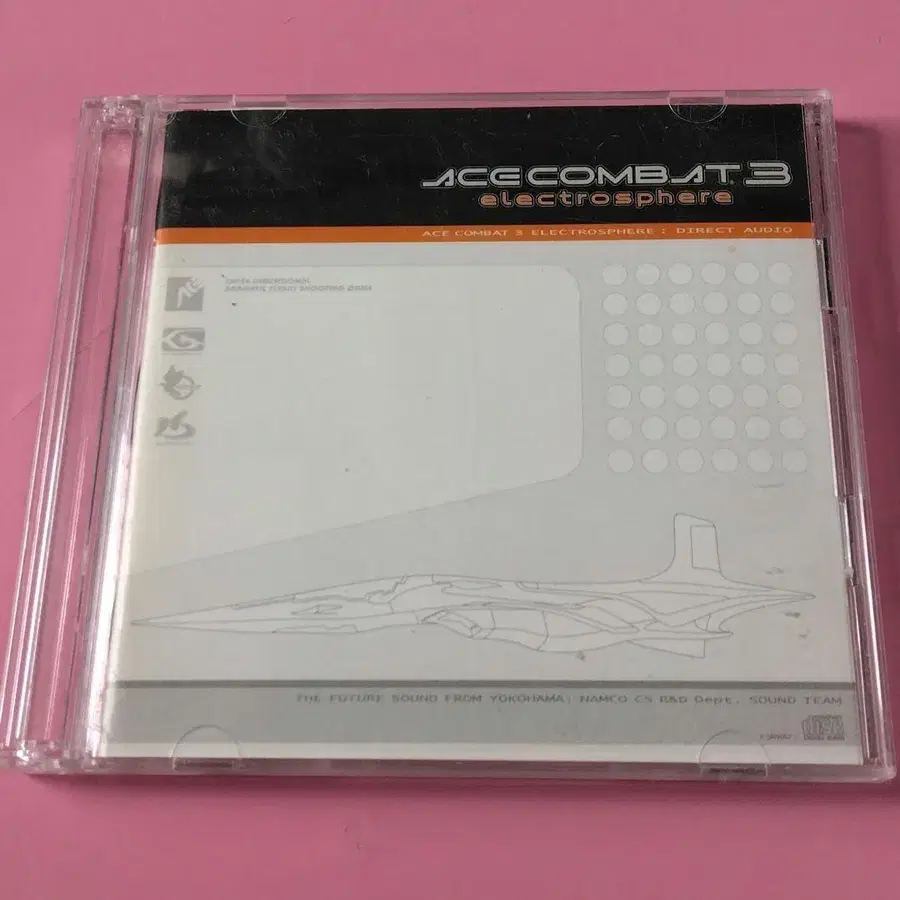 ACE COMBAT 3
electrosphere
ACE COMBAT 3 ELECTROSPHERE : DIRECT AUDIO
THE FUTURE SOUND FROM YOKOHAMA; NAMCO CS R&D Dept. SOUND TEAM
disc